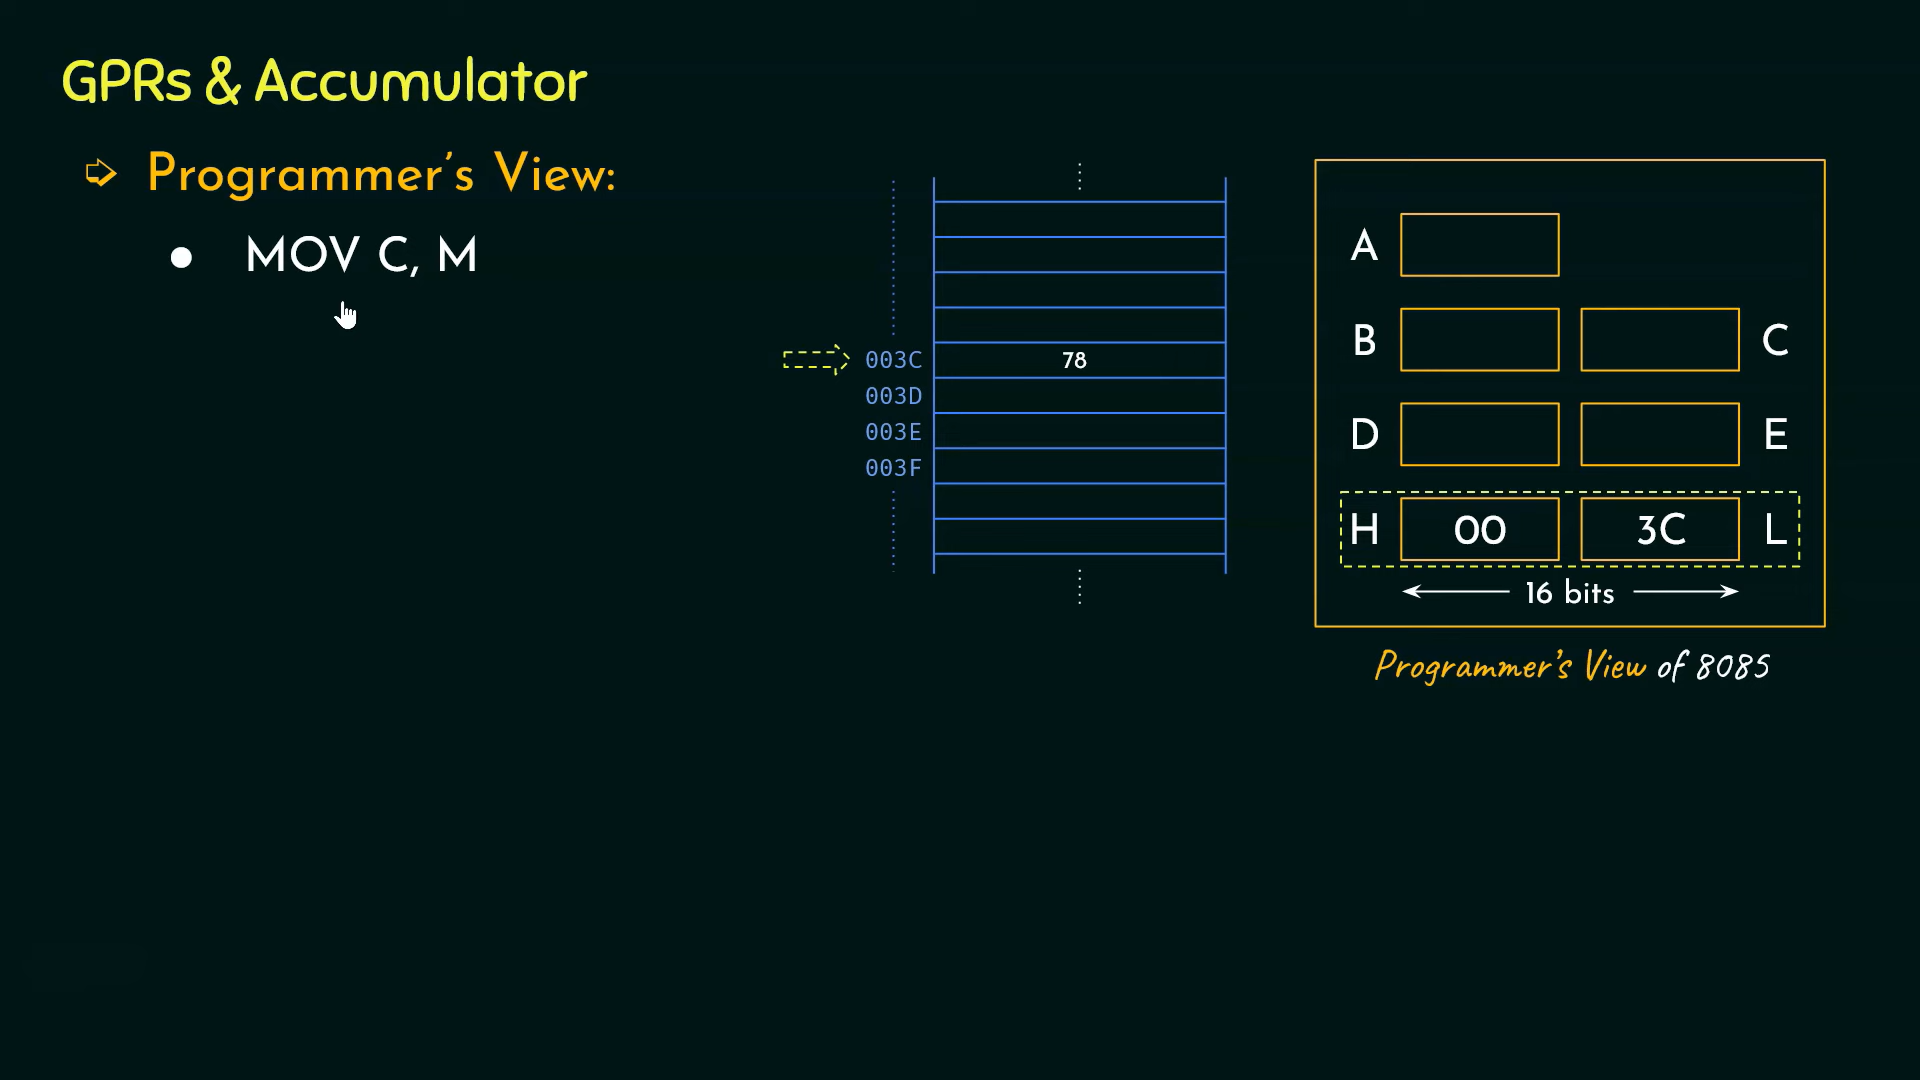 GPRs & Accumulator
➩ Programmer's View:
● MOV C, M
003C 78
003D
003E
003F
A
B C
D E
H 00 3C L
16 bits
Programmer's View of 8085